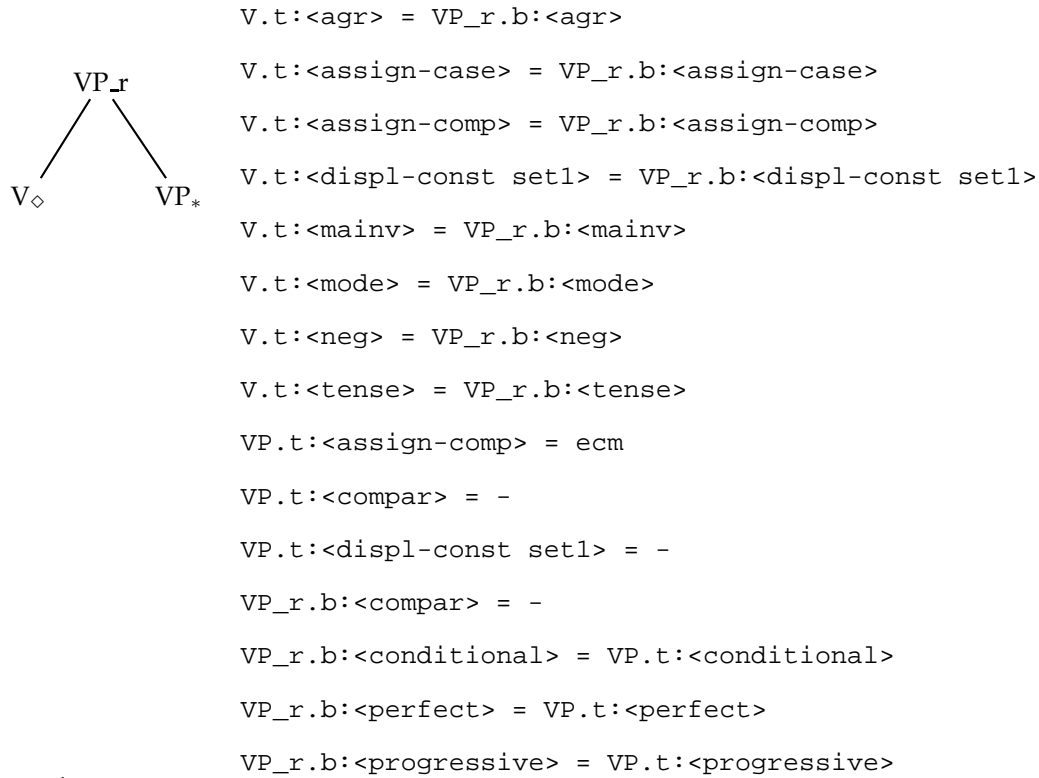 VP_r
V◇ VP*
V.t:<agr> = VP_r.b:<agr>
V.t:<assign-case> = VP_r.b:<assign-case>
V.t:<assign-comp> = VP_r.b:<assign-comp>
V.t:<displ-const set1> = VP_r.b:<displ-const set1>
V.t:<mainv> = VP_r.b:<mainv>
V.t:<mode> = VP_r.b:<mode>
V.t:<neg> = VP_r.b:<neg>
V.t:<tense> = VP_r.b:<tense>
VP.t:<assign-comp> = ecm
VP.t:<compar> = -
VP.t:<displ-const set1> = -
VP_r.b:<compar> = -
VP_r.b:<conditional> = VP.t:<conditional>
VP_r.b:<perfect> = VP.t:<perfect>
VP_r.b:<progressive> = VP.t:<progressive>